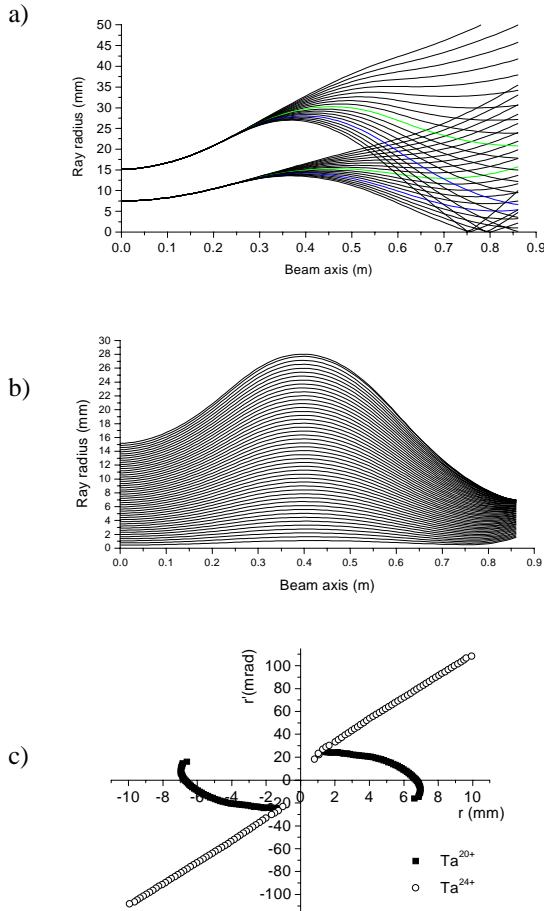 a)
50
45
40
35
30
25
20
15
10
5
0
Ray radius (mm)
0.0 0.1 0.2 0.3 0.4 0.5 0.6 0.7 0.8 0.9
Beam axis (m)
b)
30
28
26
24
22
20
18
16
14
12
10
8
6
4
2
0
Ray radius (mm)
0.0 0.1 0.2 0.3 0.4 0.5 0.6 0.7 0.8 0.9
Beam axis (m)
c)
r'(mrad)
100
80
60
40
20
0
-20
-40
-60
-80
-100
-10 -8 -6 -4 -2 0 2 4 6 8 10
r (mm)
Ta20+
Ta24+